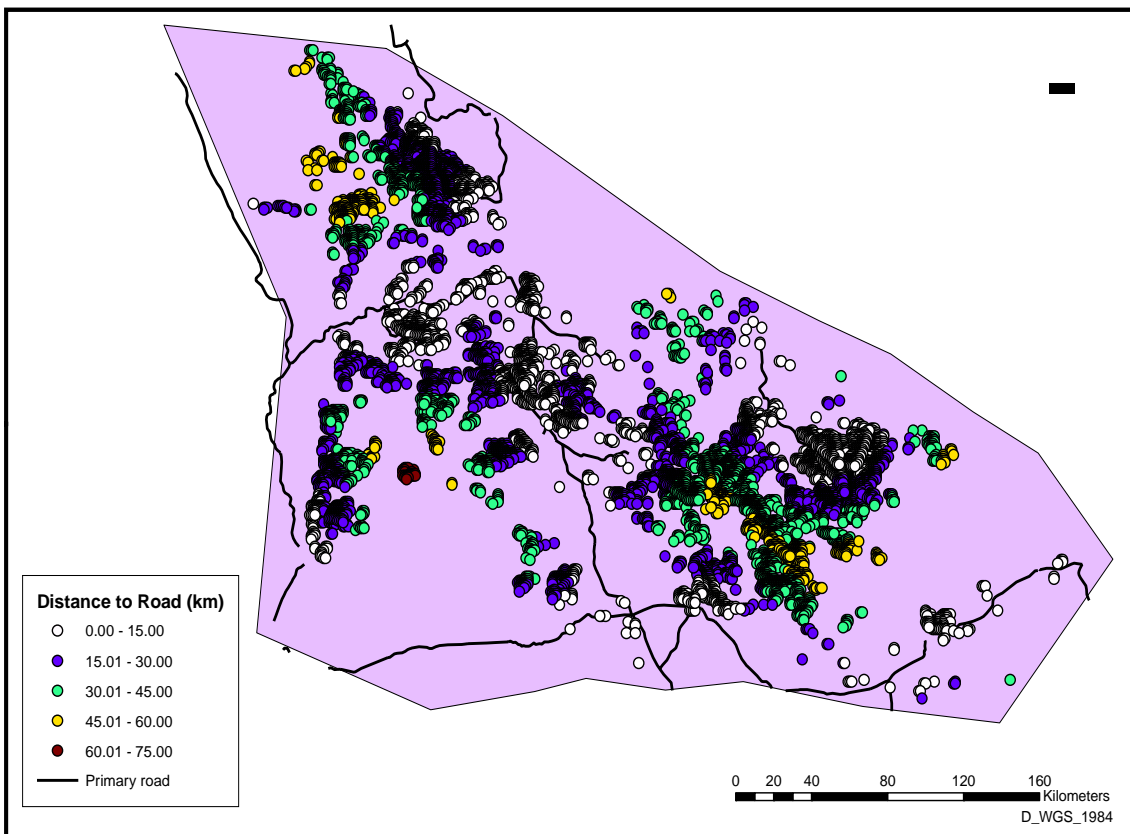 Distance to Road (km)
0.00 - 15.00
15.01 - 30.00
30.01 - 45.00
45.01 - 60.00
60.01 - 75.00
Primary road
0 20 40 80 120 160
Kilometers
D_WGS_1984